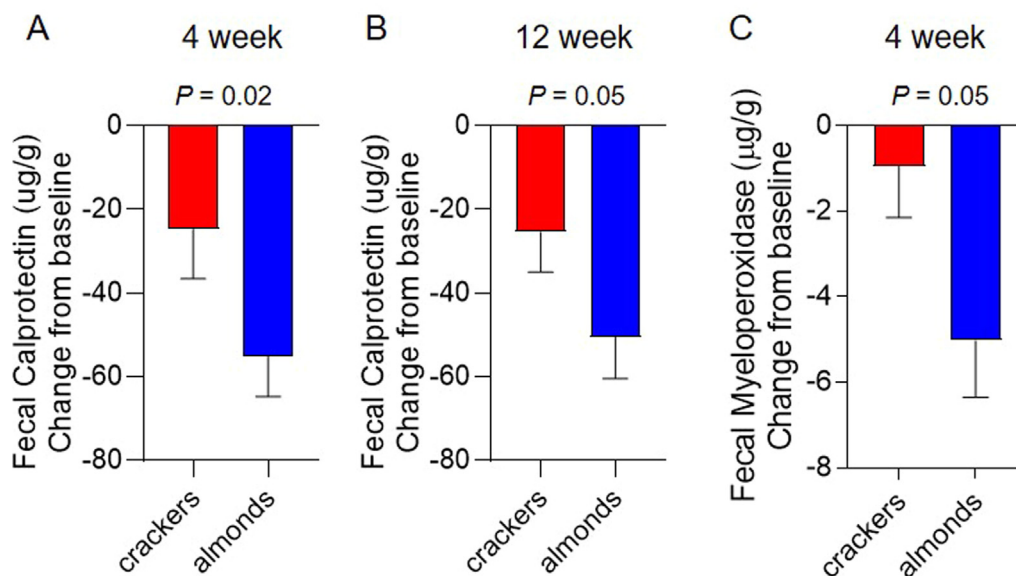 A
4 week
P = 0.02
Fecal Calprotectin (ug/g)
Change from baseline
0
-20
-40
-60
-80
crackers
almonds
B
12 week
P = 0.05
Fecal Calprotectin (ug/g)
Change from baseline
0
-20
-40
-60
-80
crackers
almonds
C
4 week
P = 0.05
Fecal Myeloperoxidase (μg/g)
Change from baseline
0
-2
-4
-6
-8
crackers
almonds